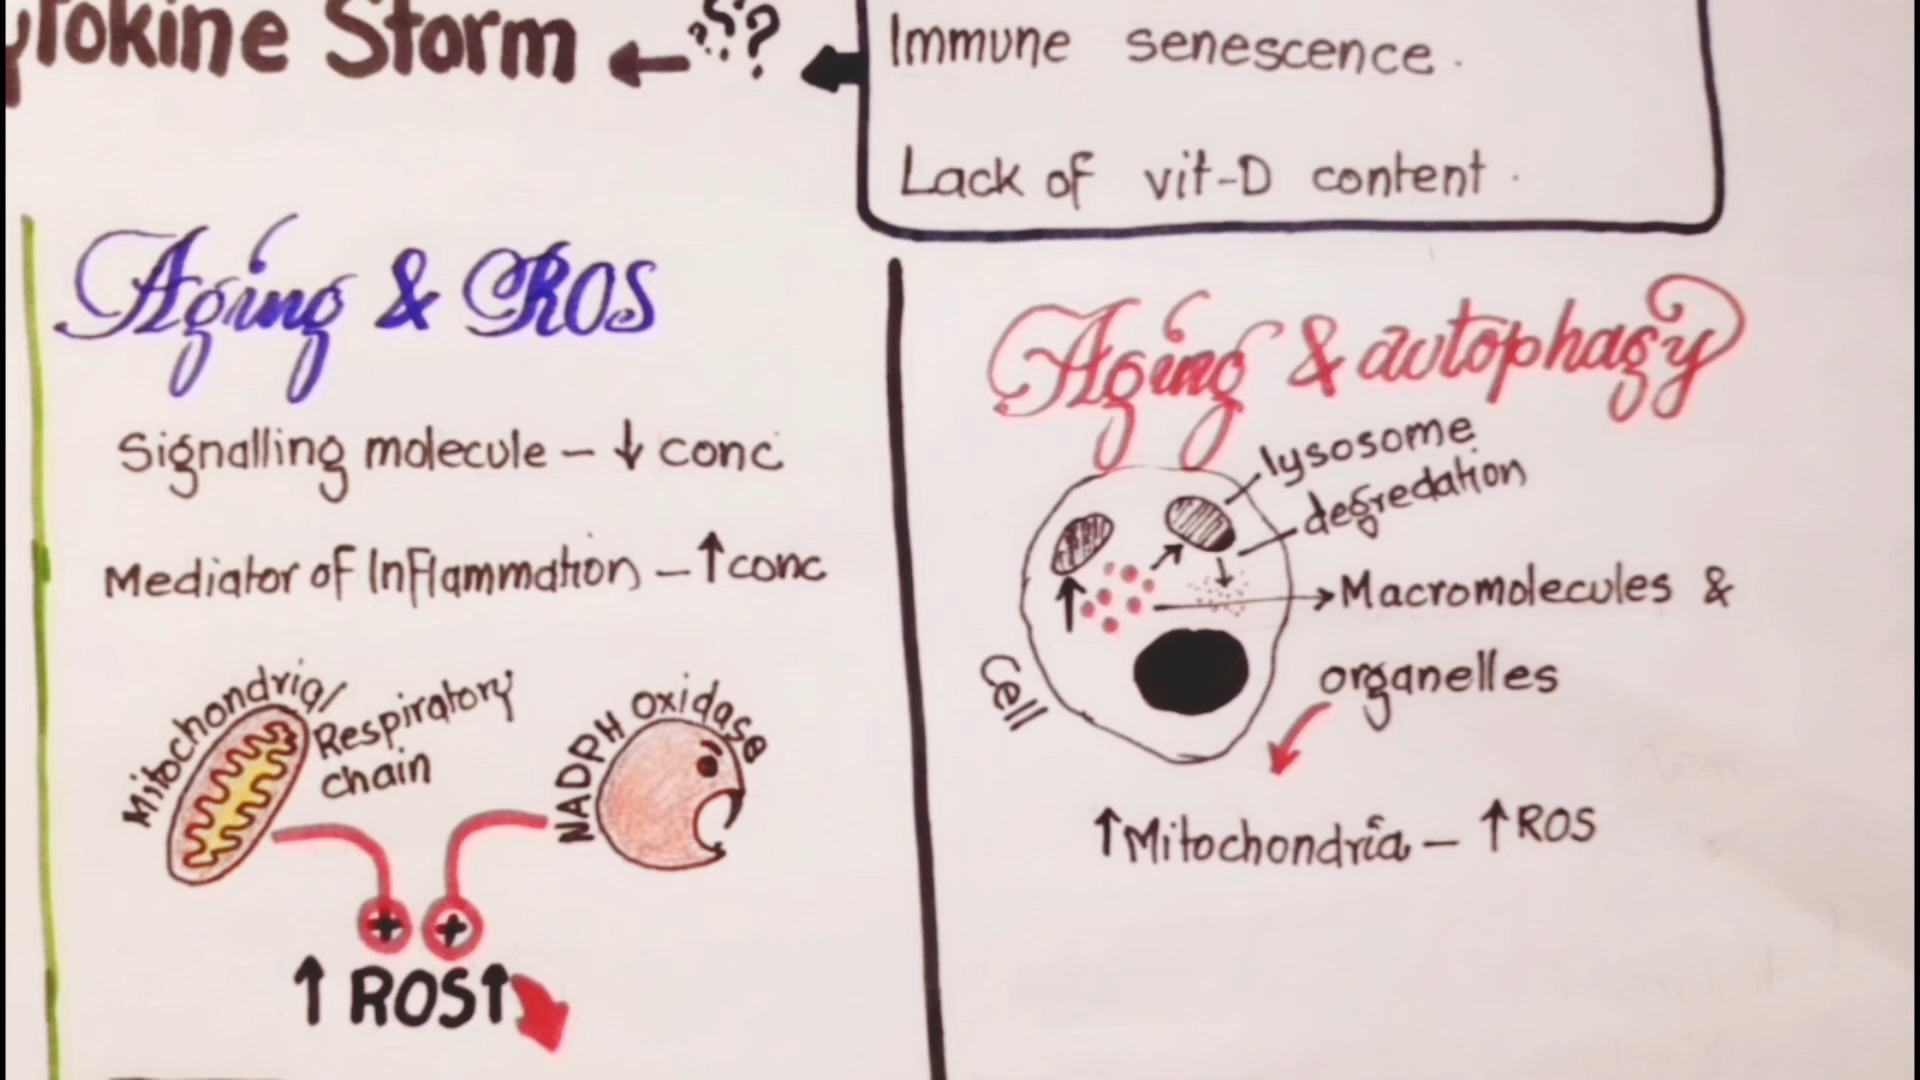 ytokine Storm ← ???
Immune senescence.
Lack of vit-D content.
Aging & ROS
Signalling molecule - ↓ conc
Mediator of Inflammation - ↑ conc
Mitochondrial
Respiratory
chain
NADPH oxidase
+ +
↑ ROS↑
Aging & autophagy
lysosome
degredation
Macromolecules &
organelles
Cell
↑Mitochondria - ↑ROS